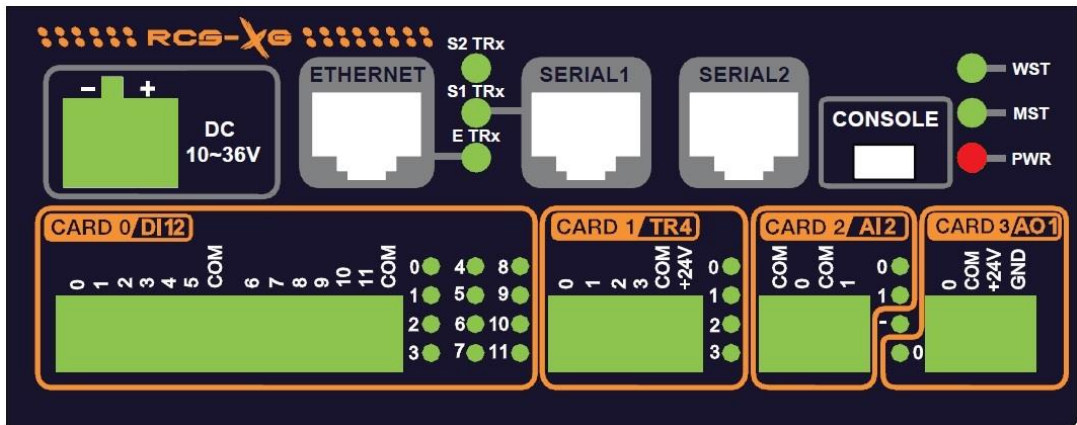 RCS-XG
S2 TRx
ETHERNET
SERIAL1
SERIAL2
WST
- +
S1 TRx
MST
DC
10~36V
CONSOLE
E TRx
PWR
CARD 0/DI12
CARD 1/TR4
CARD 2/AI2
CARD 3/AO1
0 1 2 3 4 5 COM 6 7 8 9 10 11 COM
0 4 8
1 5 9
2 6 10
3 7 11
0 1 2 3 COM +24V
0
1
2
3
COM 0 COM 1
0
1
-
0
0 COM +24V GND